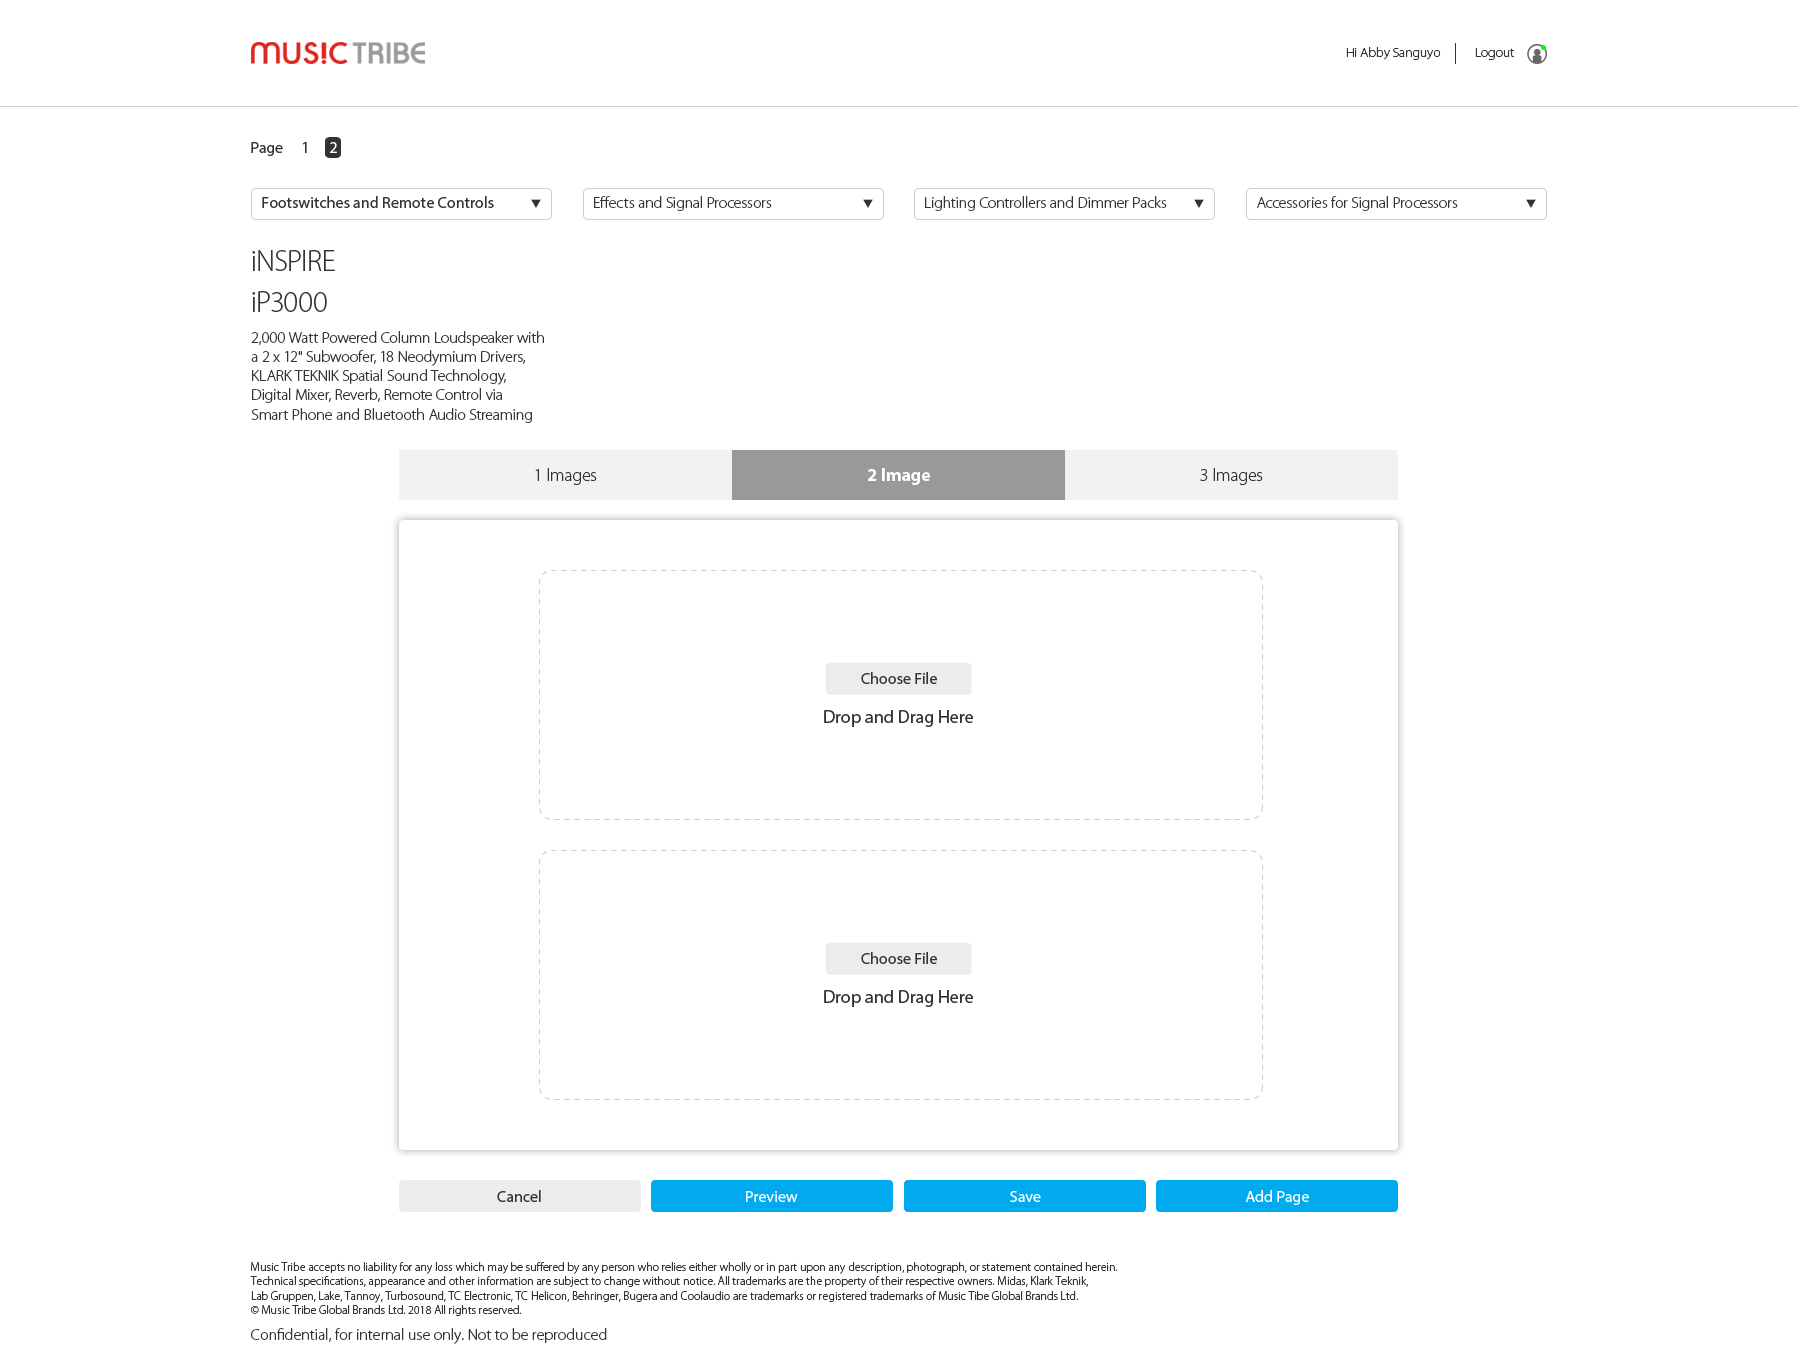 MUSIC TRIBE
Hi Abby Sanguyo
Logout
Page 1 2
Footswitches and Remote Controls ▼
Effects and Signal Processors ▼
Lighting Controllers and Dimmer Packs ▼
Accessories for Signal Processors ▼
iNSPIRE
iP3000
2,000 Watt Powered Column Loudspeaker with
a 2 x 12" Subwoofer, 18 Neodymium Drivers,
KLARK TEKNIK Spatial Sound Technology,
Digital Mixer, Reverb, Remote Control via
Smart Phone and Bluetooth Audio Streaming
1 Images
2 Image
3 Images
Choose File
Drop and Drag Here
Choose File
Drop and Drag Here
Cancel
Preview
Save
Add Page
Music Tribe accepts no liability for any loss which may be suffered by any person who relies either wholly or in part upon any description, photograph, or statement contained herein.
Technical specifications, appearance and other information are subject to change without notice. All trademarks are the property of their respective owners. Midas, Klark Teknik,
Lab Gruppen, Lake, Tannoy, Turbosound, TC Electronic, TC Helicon, Behringer, Bugera and Coolaudio are trademarks or registered trademarks of Music Tibe Global Brands Ltd.
© Music Tribe Global Brands Ltd. 2018 All rights reserved.
Confidential, for internal use only. Not to be reproduced